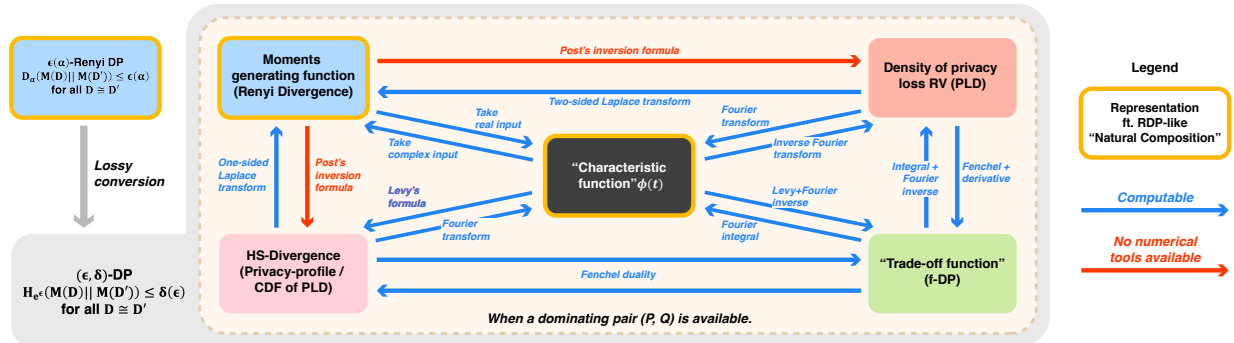 ϵ(α)-Renyi DP
D_α(M(D)|| M(D′)) ≤ ϵ(α)
for all D ≅ D′
Lossy
conversion
(ϵ, δ)-DP
H_{e^ϵ}(M(D)|| M(D′)) ≤ δ(ϵ)
for all D ≅ D′
Moments
generating function
(Renyi Divergence)
Post's inversion formula
Two-sided Laplace transform
Density of privacy
loss RV (PLD)
Take
real input
Take
complex input
Fourier
transform
Inverse Fourier
transform
One-sided
Laplace
transform
Post's
inversion
formula
"Characteristic
function"ϕ(t)
Integral +
Fourier
inverse
Fenchel +
derivative
Levy's
formula
Fourier
transform
Levy+Fourier
inverse
Fourier
integral
HS-Divergence
(Privacy-profile /
CDF of PLD)
Fenchel duality
"Trade-off function"
(f-DP)
When a dominating pair (P, Q) is available.
Legend
Representation
ft. RDP-like
"Natural Composition"
Computable
No numerical
tools available